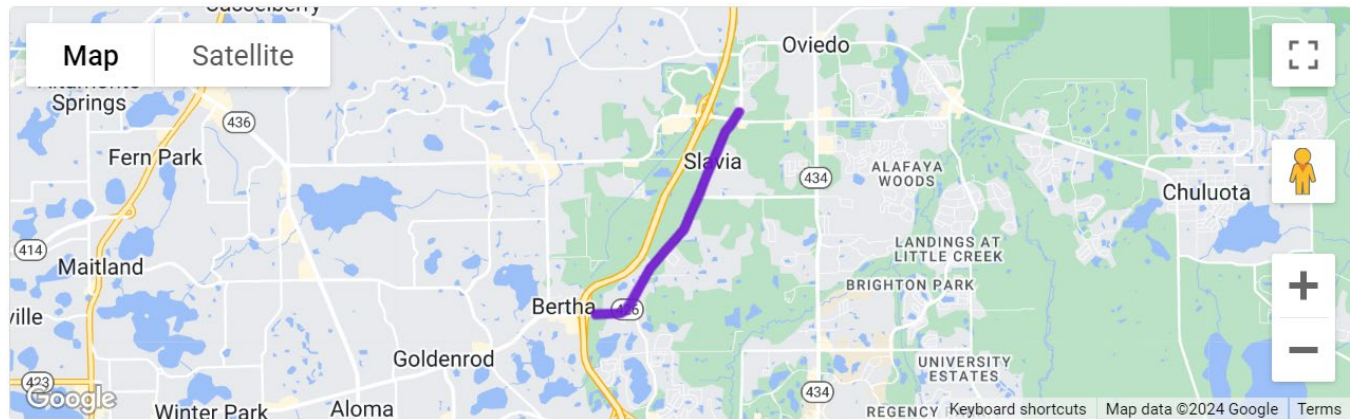 Casselberry
Map
Satellite
Oviedo
Altamonte
Springs
436
Fern Park
Slavia
ALAFAYA
WOODS
434
Chuluota
414
LANDINGS AT
LITTLE CREEK
Maitland
BRIGHTON PARK
ville
Bertha
426
Goldenrod
UNIVERSITY
ESTATES
423
434
Google
Winter Park
Aloma
REGENCY
Keyboard shortcuts
Map data ©2024 Google
Terms